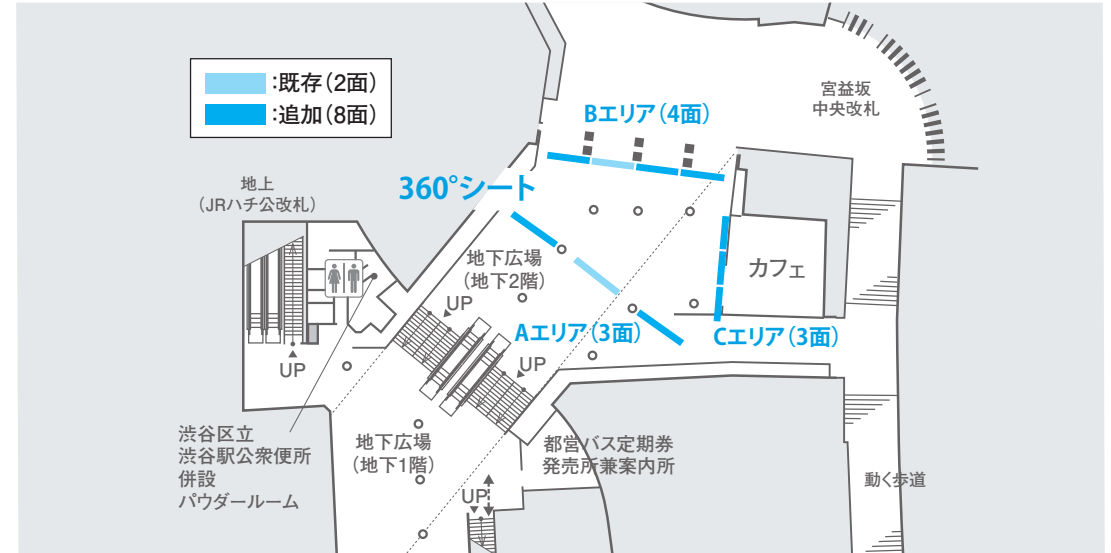 :既存(2面)
:追加(8面)
宮益坂
中央改札
Bエリア(4面)
360°シート
地上
(JRハチ公改札)
地下広場
(地下2階)
カフェ
UP
Aエリア(3面)
Cエリア(3面)
UP
UP
渋谷区立
渋谷駅公衆便所
併設
パウダールーム
地下広場
(地下1階)
都営バス定期券
発売所兼案内所
動く歩道
UP